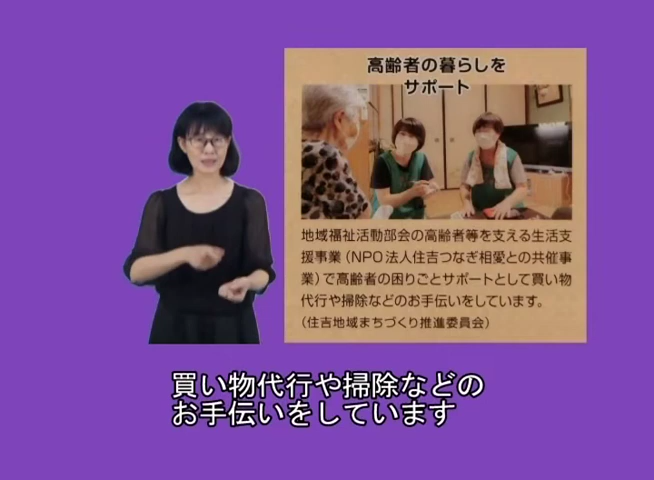 高齢者の暮らしを
サポート
地域福祉活動部会の高齢者等を支える生活支
援事業（NPO法人住吉つなぎ相愛との共催事
業）で高齢者の困りごとサポートとして買い物
代行や掃除などのお手伝いをしています。
（住吉地域まちづくり推進委員会）
買い物代行や掃除などの
お手伝いをしています